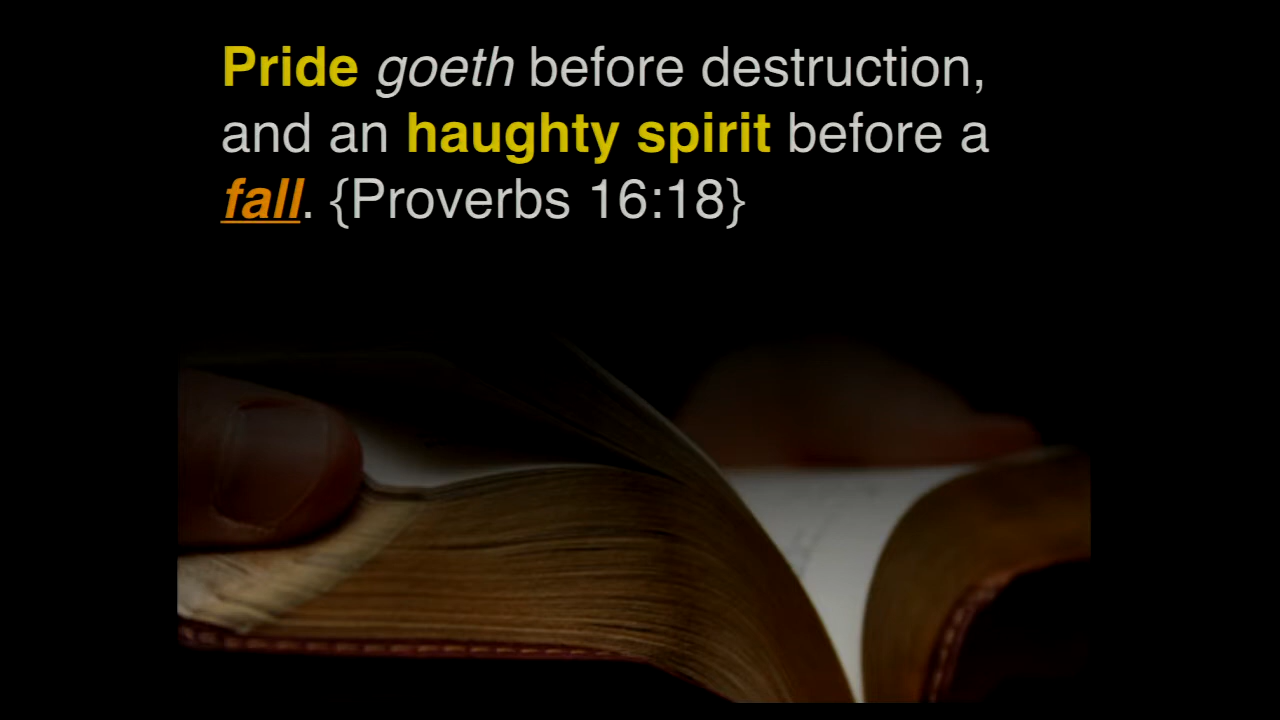 Pride goeth before destruction,
and an haughty spirit before a
fall. {Proverbs 16:18}